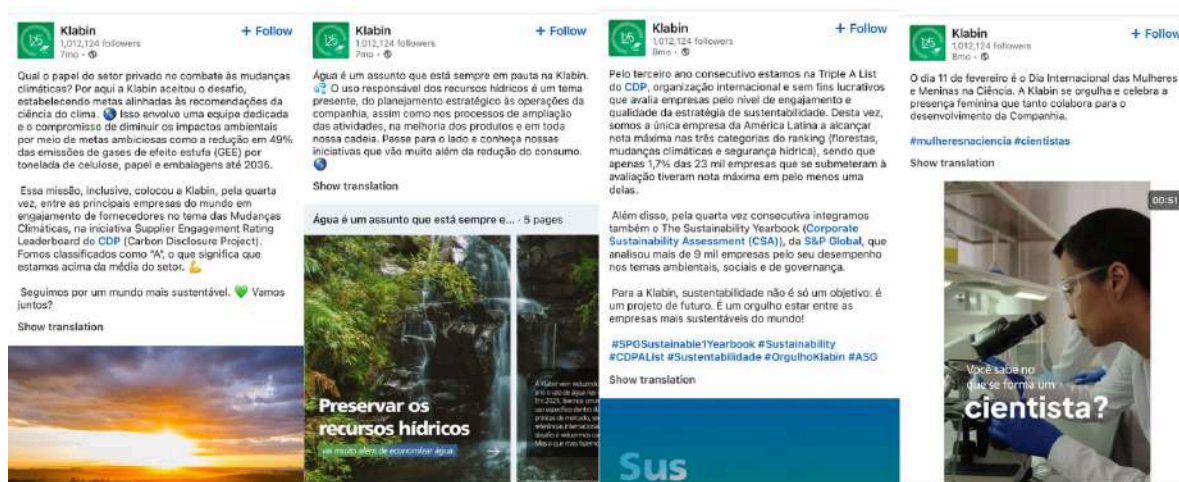 Klabin
1,012,124 followers
7mo
+ Follow
Qual o papel do setor privado no combate às mudanças
climáticas? Por aqui a Klabin aceitou o desafio,
estabelecendo metas alinhadas às recomendações da
ciência do clima. 🌎 Isso envolve uma equipe dedicada
e o compromisso de diminuir os impactos ambientais
por meio de metas ambiciosas como a redução em 49%
das emissões de gases de efeito estufa (GEE) por
tonelada de celulose, papel e embalagens até 2035.
Essa missão, inclusive, colocou a Klabin, pela quarta
vez, entre as principais empresas do mundo em
engajamento de fornecedores no tema das Mudanças
Climáticas, na iniciativa Supplier Engagement Rating
Leaderboard do CDP (Carbon Disclosure Project).
Fomos classificados como "A", o que significa que
estamos acima da média do setor. 💪
Seguimos por um mundo mais sustentável. 💚 Vamos
juntos?
Show translation
Klabin
1,012,124 followers
7mo
+ Follow
Água é um assunto que está sempre em pauta na Klabin.
💦 O uso responsável dos recursos hídricos é um tema
presente, do planejamento estratégico às operações da
companhia, assim como nos processos de ampliação
das atividades, na melhoria dos produtos e em toda
nossa cadeia. Passe para o lado e conheça nossas
iniciativas que vão muito além da redução do consumo.
🌎
Show translation
Água é um assunto que está sempre e... · 5 pages
Preservar os
recursos hídricos
vai muito além de economizar água.
Klabin
1,012,124 followers
8mo
+ Follow
Pelo terceiro ano consecutivo estamos na Triple A List
do CDP, organização internacional e sem fins lucrativos
que avalia empresas pelo nível de engajamento e
qualidade da estratégia de sustentabilidade. Desta vez,
somos a única empresa da América Latina a alcançar
nota máxima nas três categorias do ranking (florestas,
mudanças climáticas e segurança hídrica), sendo que
apenas 1,7% das 23 mil empresas que se submeteram à
avaliação tiveram nota máxima em pelo menos uma
delas.
Além disso, pela quarta vez consecutiva integramos
também o The Sustainability Yearbook (Corporate
Sustainability Assessment (CSA)), da S&P Global, que
analisou mais de 9 mil empresas pelo seu desempenho
nos temas ambientais, sociais e de governança.
Para a Klabin, sustentabilidade não é só um objetivo: é
um projeto de futuro. É um orgulho estar entre as
empresas mais sustentáveis do mundo!
#SPGSustainable1Yearbook #Sustainability
#CDPAList #Sustentabilidade #OrgulhoKlabin #ASG
Show translation
Sus
Klabin
1,012,124 followers
8mo
+ Follow
O dia 11 de fevereiro é o Dia Internacional das Mulheres
e Meninas na Ciência. A Klabin se orgulha e celebra a
presença feminina que tanto colabora para o
desenvolvimento da Companhia.
#mulheresnaciencia #cientistas
Show translation
00:51
Você sabe no
que se forma um
cientista?